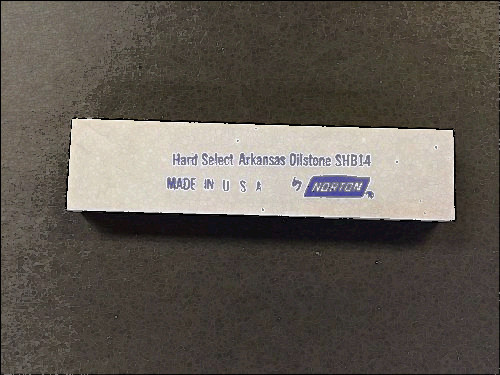 Hard Select Arkansas Oilstone SHB14
MADE IN U S A NORTON